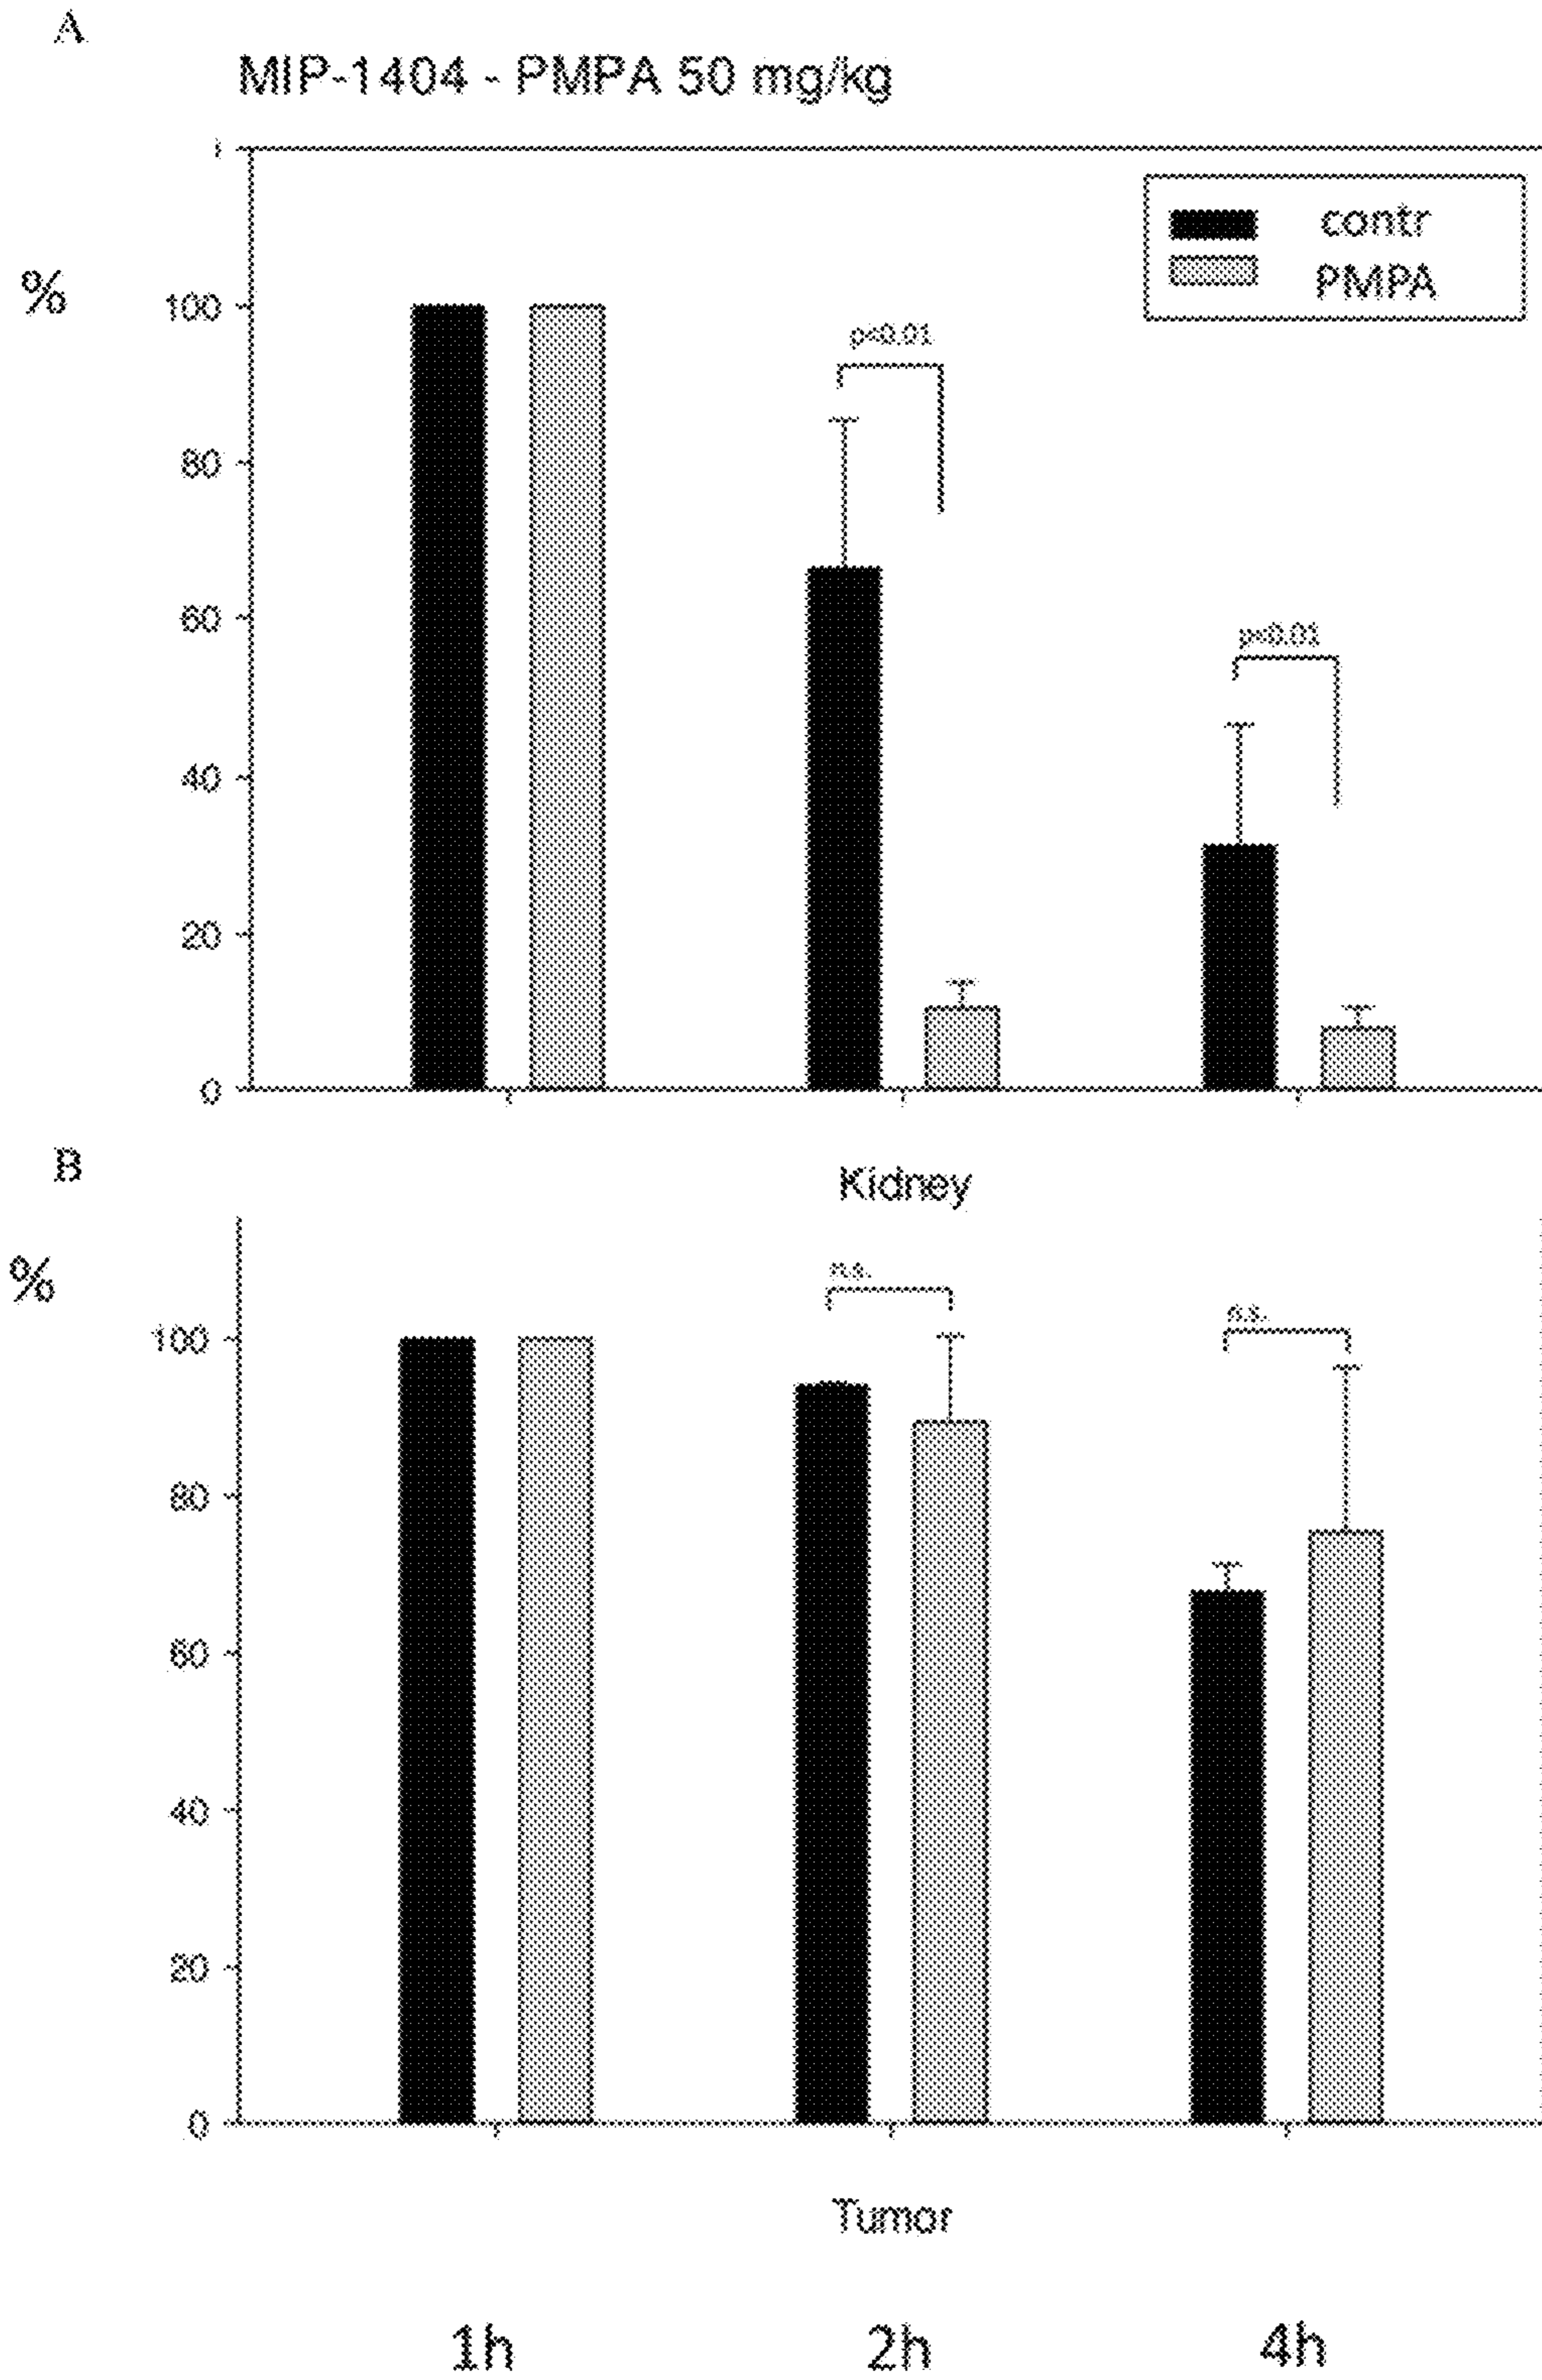 A
MIP-1404 - PMPA 50 mg/kg
contr
PMPA
%
100
80
60
40
20
0
p<0.01
p<0.01
Kidney
B
%
100
80
60
40
20
0
n.s.
n.s.
Tumor
1h 2h 4h